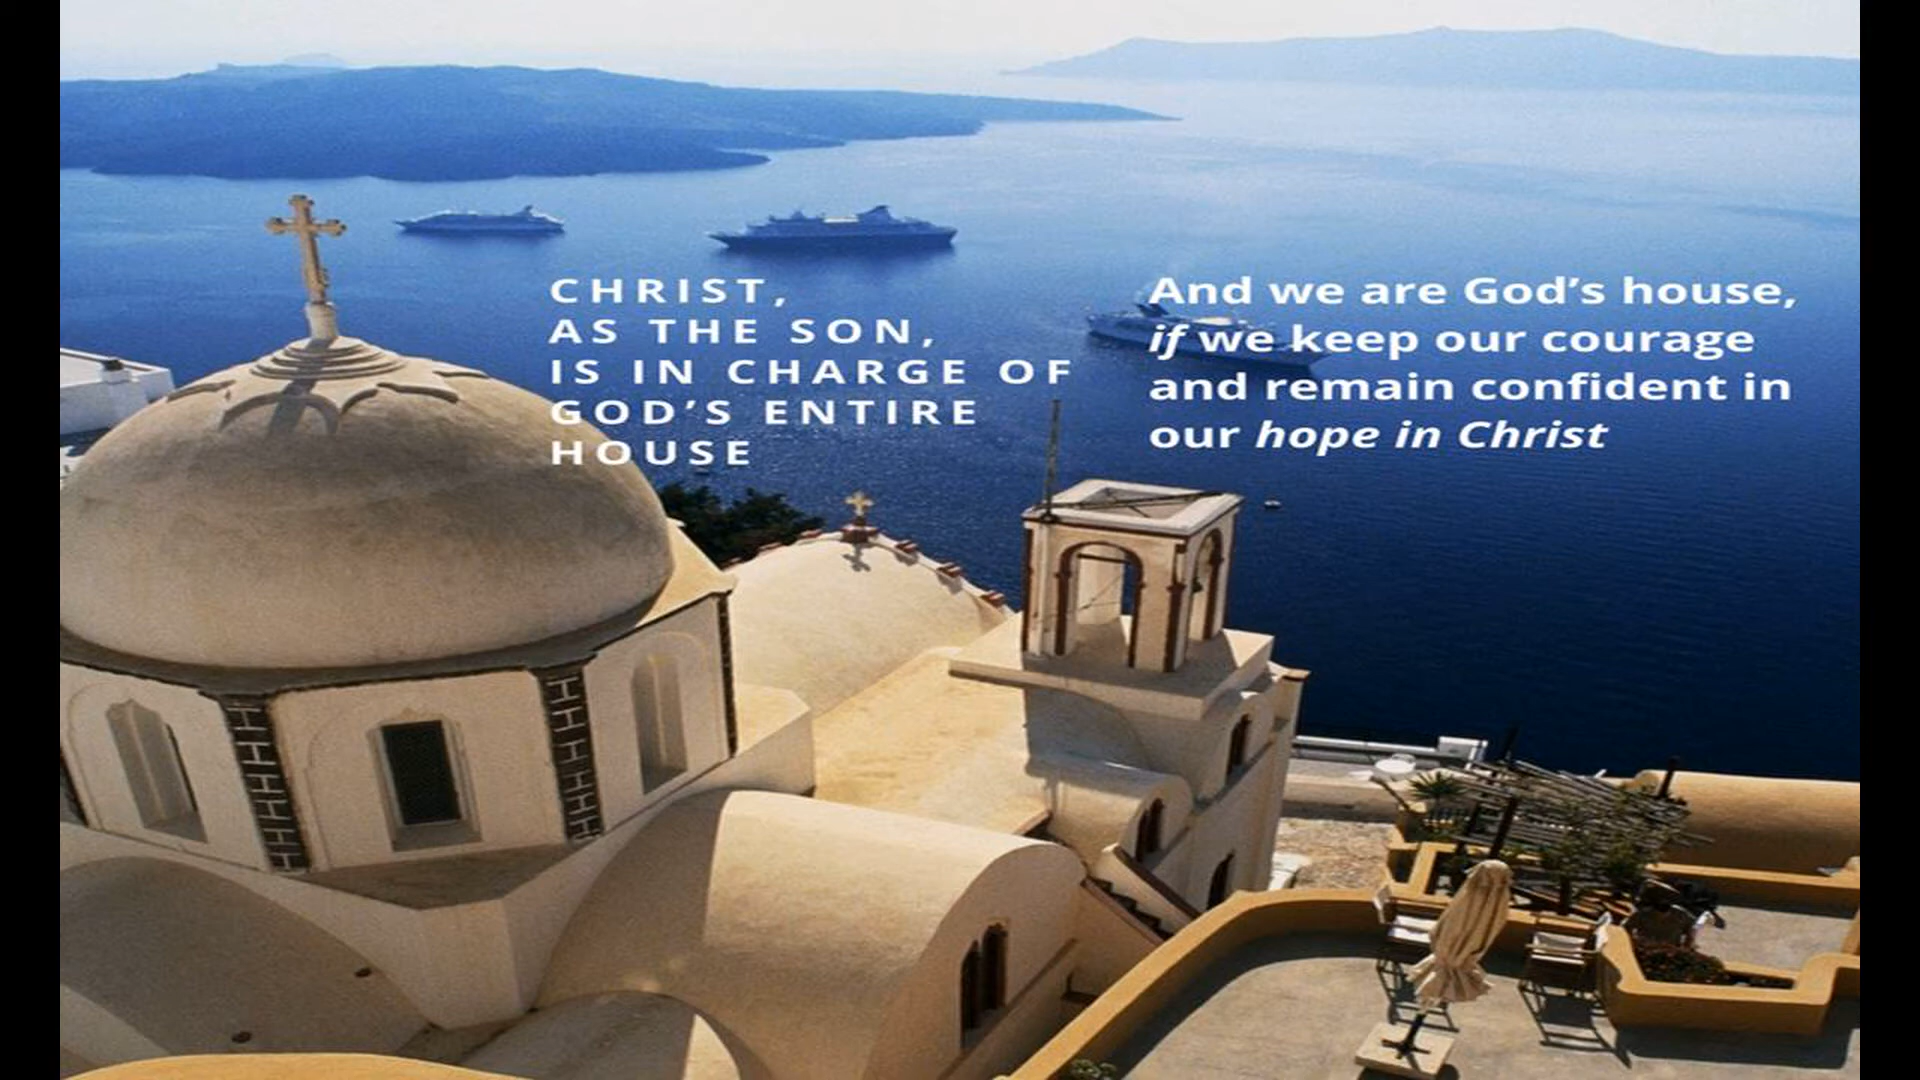 CHRIST,
AS THE SON,
IS IN CHARGE OF
GOD’S ENTIRE
HOUSE
And we are God’s house,
if we keep our courage
and remain confident in
our hope in Christ